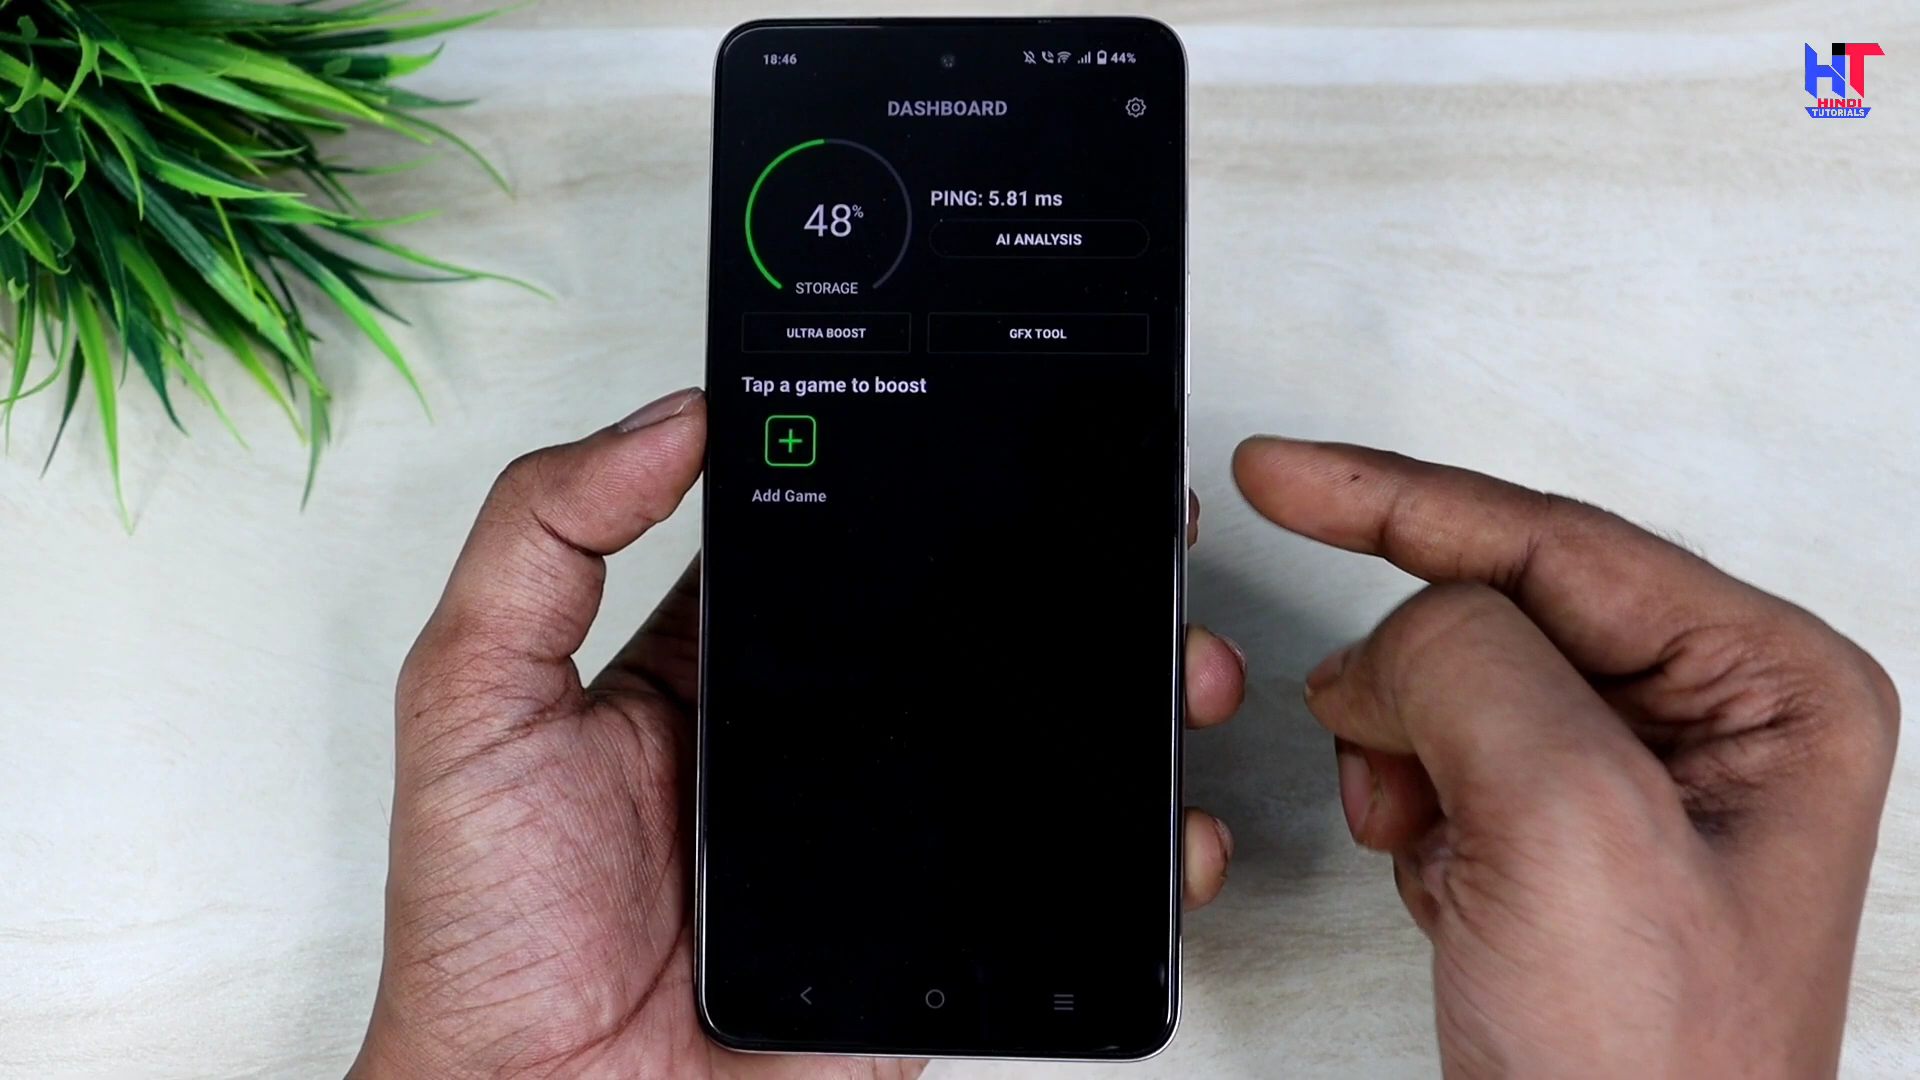 18:46
44%
DASHBOARD
48%
STORAGE
PING: 5.81 ms
AI ANALYSIS
ULTRA BOOST
GFX TOOL
Tap a game to boost
Add Game
HT
HINDI
TUTORIALS